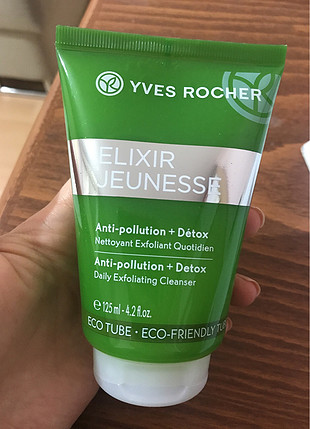 YVES ROCHER
ELIXIR
JEUNESSE
Anti-pollution + Détox
Nettoyant Exfoliant Quotidien
Anti-pollution + Detox
Daily Exfoliating Cleanser
℮ 125 ml - 4.2 fl.oz.
ECO TUBE · ECO-FRIENDLY